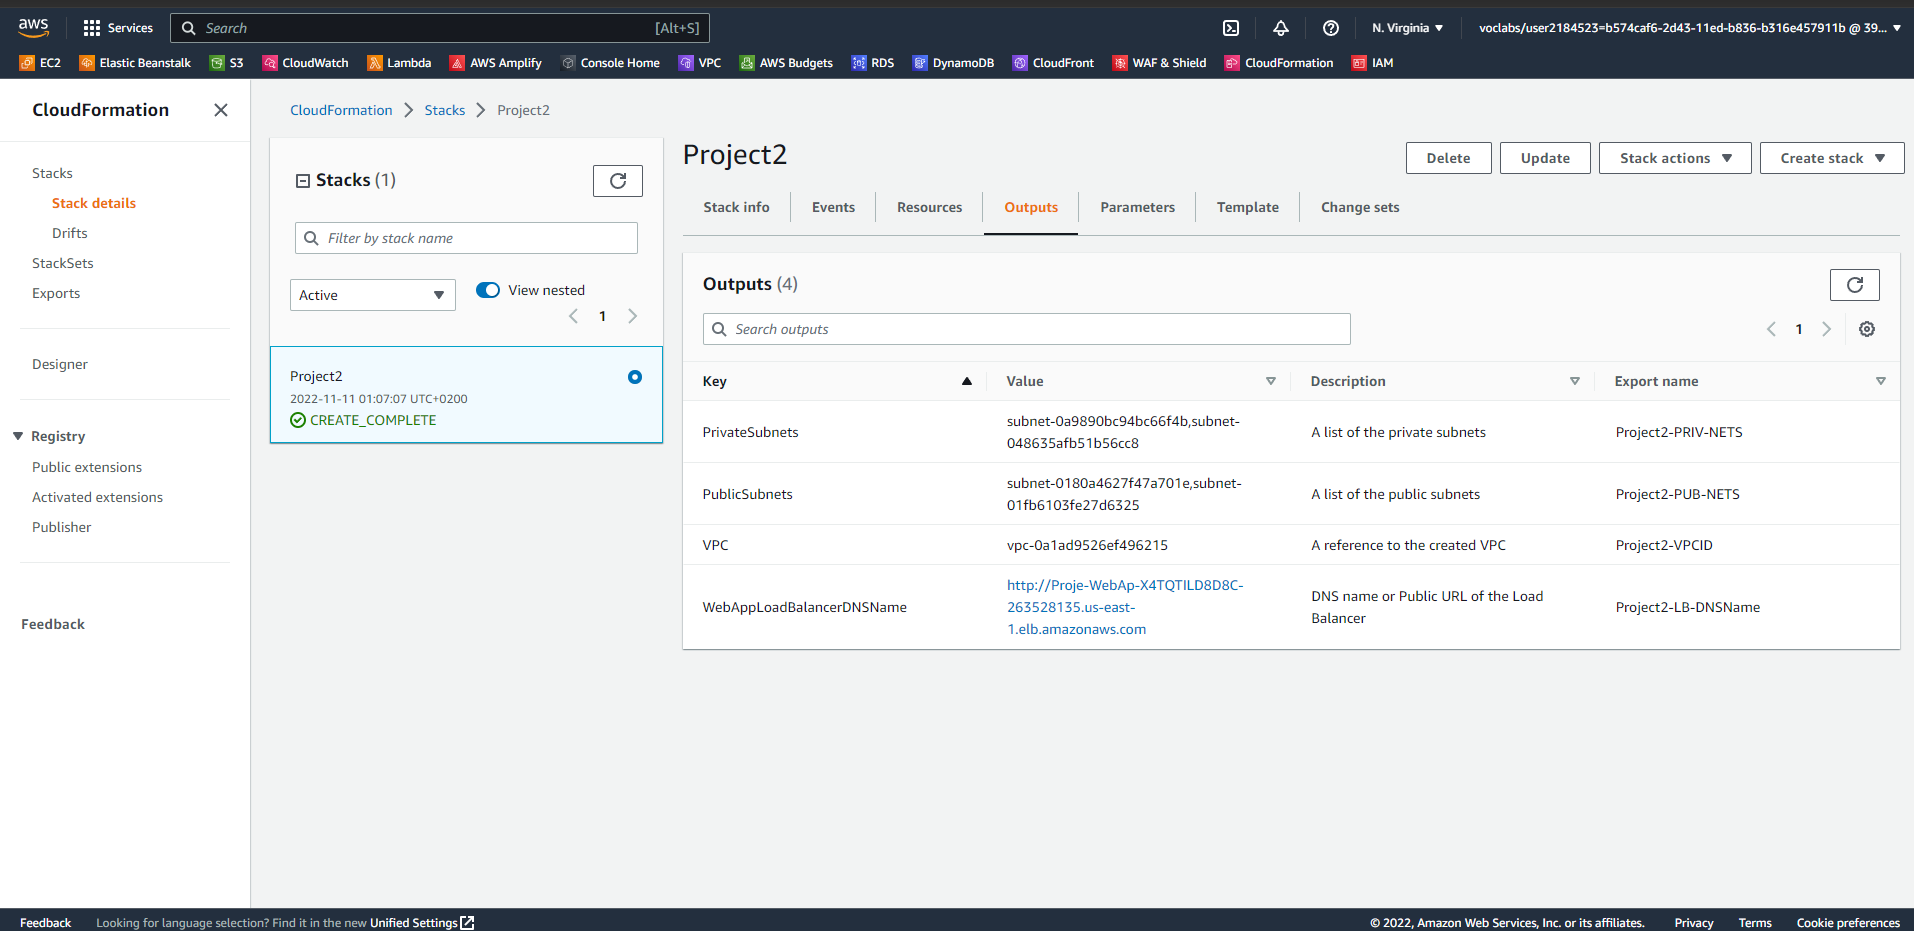 aws
Services
Search
[Alt+S]
N. Virginia
voclabs/user2184523=b574caf6-2d43-11ed-b836-b316e457911b @ 39...
EC2
Elastic Beanstalk
S3
CloudWatch
Lambda
AWS Amplify
Console Home
VPC
AWS Budgets
RDS
DynamoDB
CloudFront
WAF & Shield
CloudFormation
IAM
CloudFormation
Stacks
Stack details
Drifts
StackSets
Exports
Designer
Registry
Public extensions
Activated extensions
Publisher
Feedback
CloudFormation
Stacks
Project2
Stacks (1)
Filter by stack name
Active
View nested
1
Project2
2022-11-11 01:07:07 UTC+0200
CREATE_COMPLETE
Project2
Delete
Update
Stack actions
Create stack
Stack info
Events
Resources
Outputs
Parameters
Template
Change sets
Outputs (4)
Search outputs
1
Key
Value
Description
Export name
PrivateSubnets
subnet-0a9890bc94bc66f4b,subnet-
048635afb51b56cc8
A list of the private subnets
Project2-PRIV-NETS
PublicSubnets
subnet-0180a4627f47a701e,subnet-
01fb6103fe27d6325
A list of the public subnets
Project2-PUB-NETS
VPC
vpc-0a1ad9526ef496215
A reference to the created VPC
Project2-VPCID
WebAppLoadBalancerDNSName
http://Proje-WebAp-X4TQTILD8D8C-
263528135.us-east-
1.elb.amazonaws.com
DNS name or Public URL of the Load
Balancer
Project2-LB-DNSName
Feedback
Looking for language selection? Find it in the new Unified Settings
© 2022, Amazon Web Services, Inc. or its affiliates.
Privacy
Terms
Cookie preferences